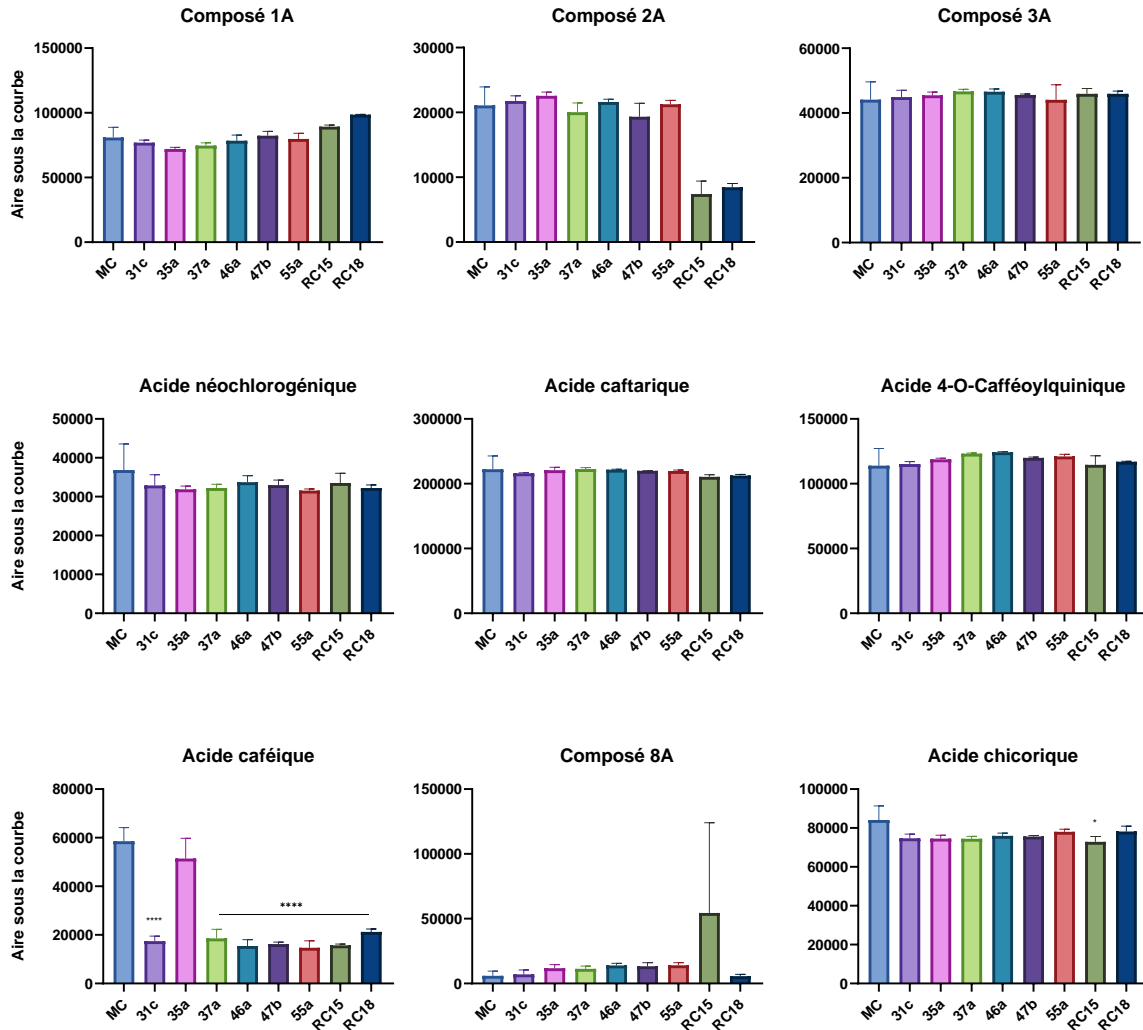 Composé 1A
Aire sous la courbe
150000
100000
50000
0
MC 31c 35a 37a 46a 47b 55a RC15 RC18
Composé 2A
30000
20000
10000
0
MC 31c 35a 37a 46a 47b 55a RC15 RC18
Composé 3A
60000
40000
20000
0
MC 31c 35a 37a 46a 47b 55a RC15 RC18
Acide néochlorogénique
Aire sous la courbe
50000
40000
30000
20000
10000
0
MC 31c 35a 37a 46a 47b 55a RC15 RC18
Acide caftarique
300000
200000
100000
0
MC 31c 35a 37a 46a 47b 55a RC15 RC18
Acide 4-O-Cafféoylquinique
150000
100000
50000
0
MC 31c 35a 37a 46a 47b 55a RC15 RC18
Acide caféique
Aire sous la courbe
80000
60000
40000
20000
0
****
****
MC 31c 35a 37a 46a 47b 55a RC15 RC18
Composé 8A
150000
100000
50000
0
MC 31c 35a 37a 46a 47b 55a RC15 RC18
Acide chicorique
100000
80000
60000
40000
20000
0
*
MC 31c 35a 37a 46a 47b 55a RC15 RC18